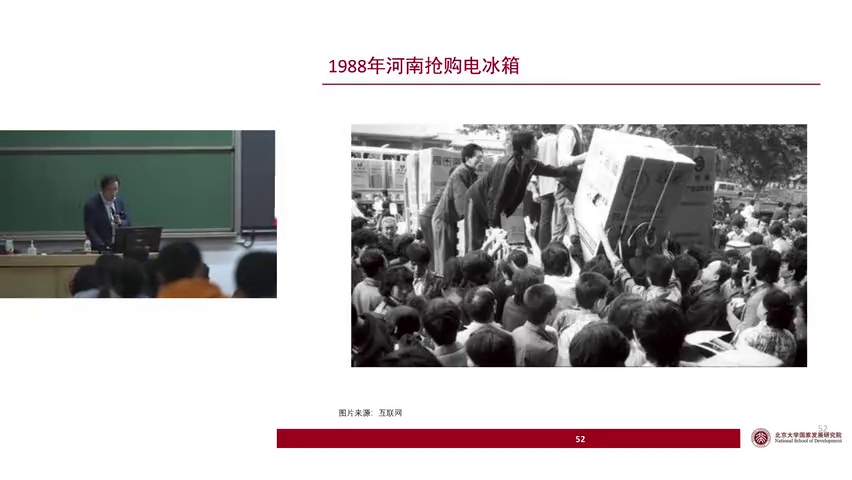 1988年河南抢购电冰箱
图片来源：互联网
52
52
北京大学国家发展研究院
National School of Development